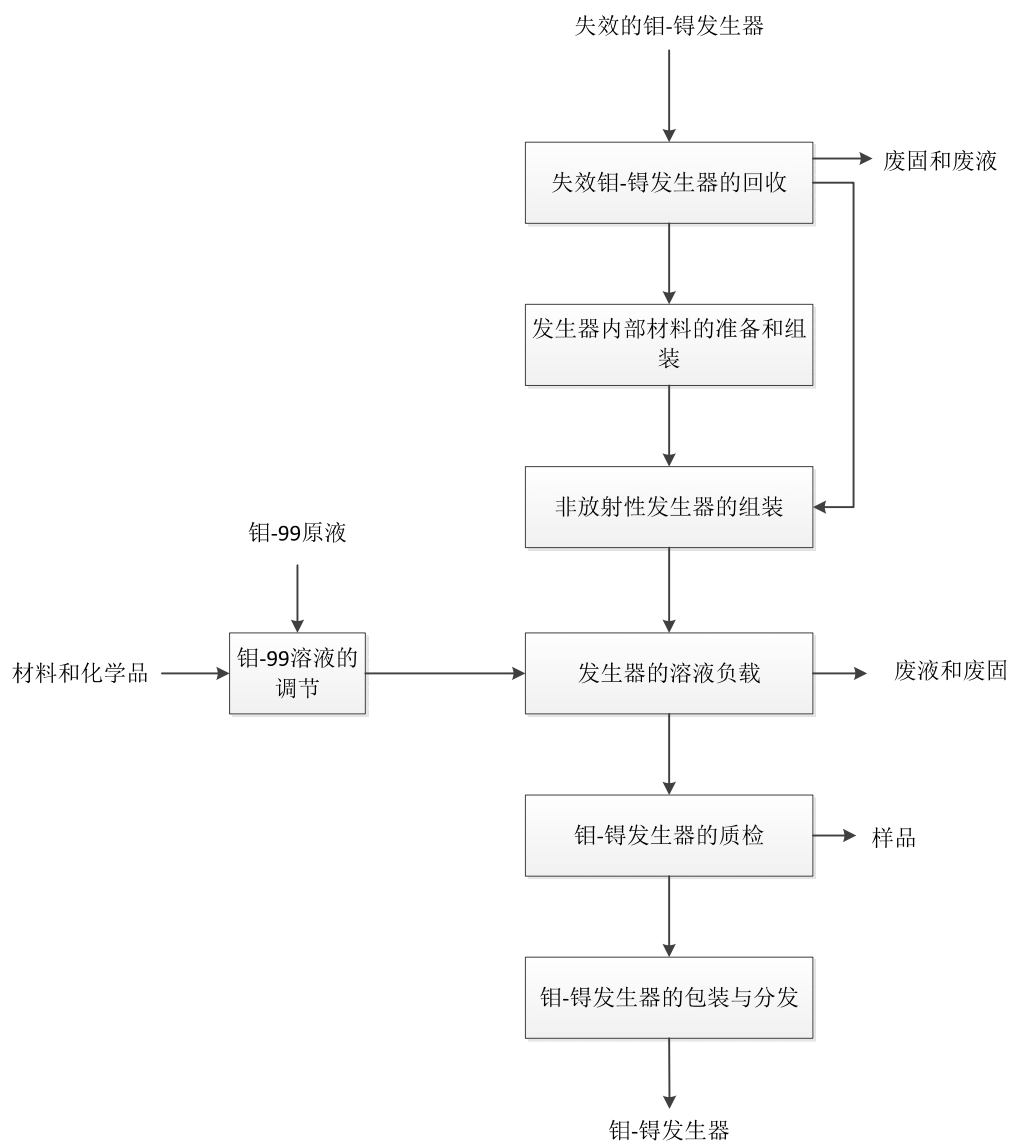 失效的钼-锝发生器
失效钼-锝发生器的回收
废固和废液
发生器内部材料的准备和组
装
非放射性发生器的组装
钼-99原液
材料和化学品
钼-99溶液的
调节
发生器的溶液负载
废液和废固
钼-锝发生器的质检
样品
钼-锝发生器的包装与分发
钼-锝发生器